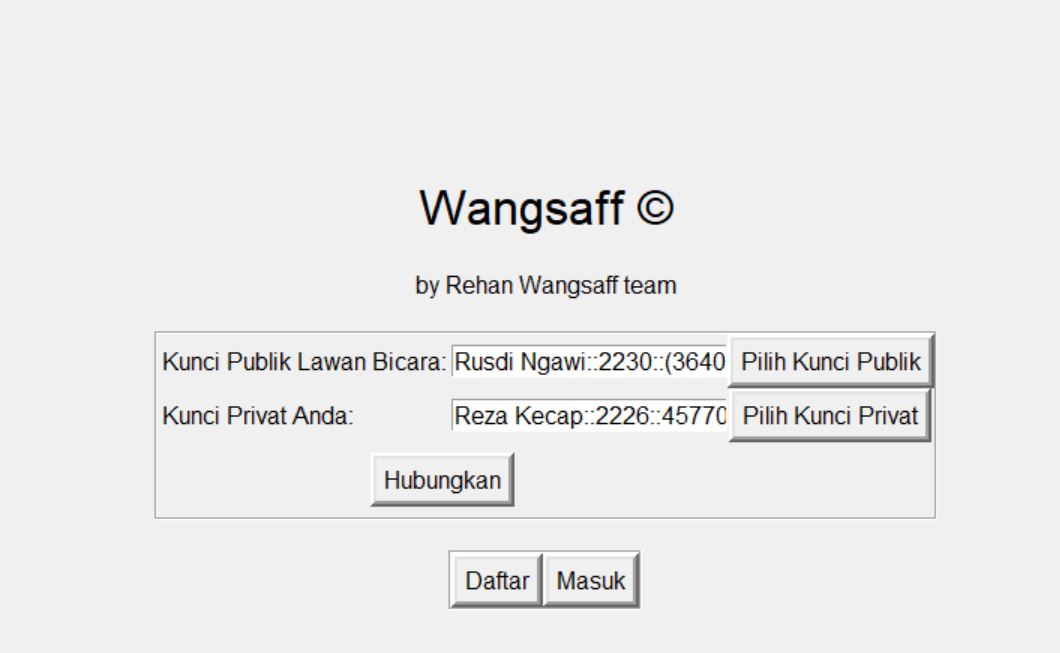 Wangsaff ©
by Rehan Wangsaff team
Kunci Publik Lawan Bicara: Rusdi Ngawi::2230::(3640 Pilih Kunci Publik
Kunci Privat Anda: Reza Kecap::2226::45770 Pilih Kunci Privat
Hubungkan
Daftar Masuk